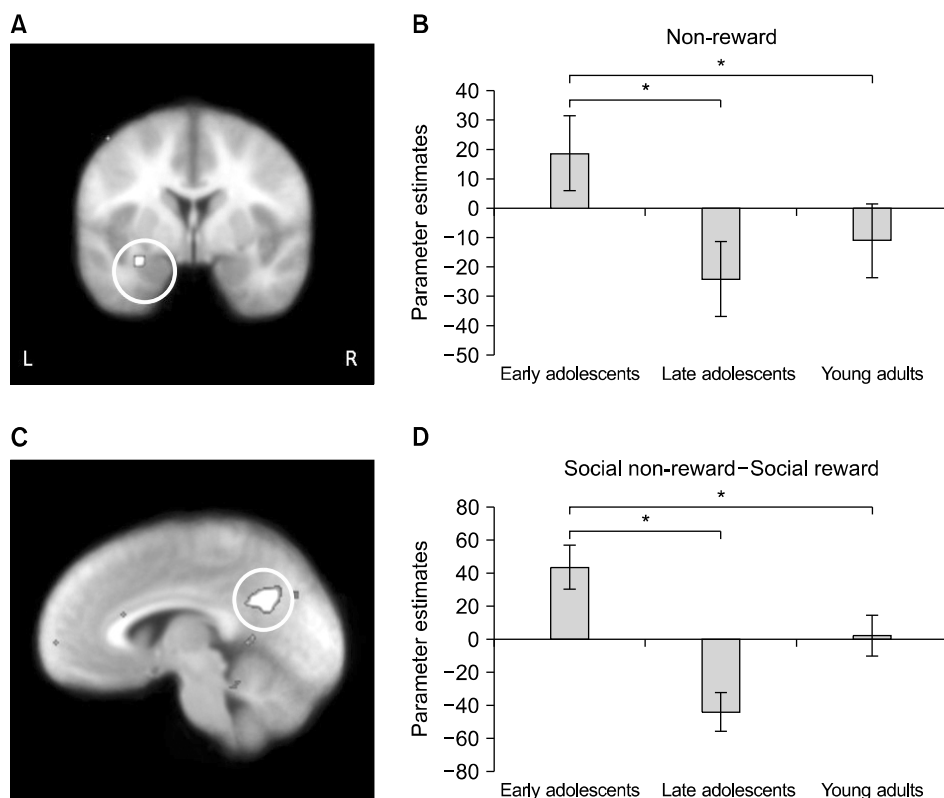 A
L
R
B
Non-reward
*
*
Parameter estimates
40
30
20
10
0
−10
−20
−30
−40
−50
Early adolescents
Late adolescents
Young adults
C
D
Social non-reward−Social reward
*
*
Parameter estimates
80
60
40
20
0
−20
−40
−60
−80
Early adolescents
Late adolescents
Young adults